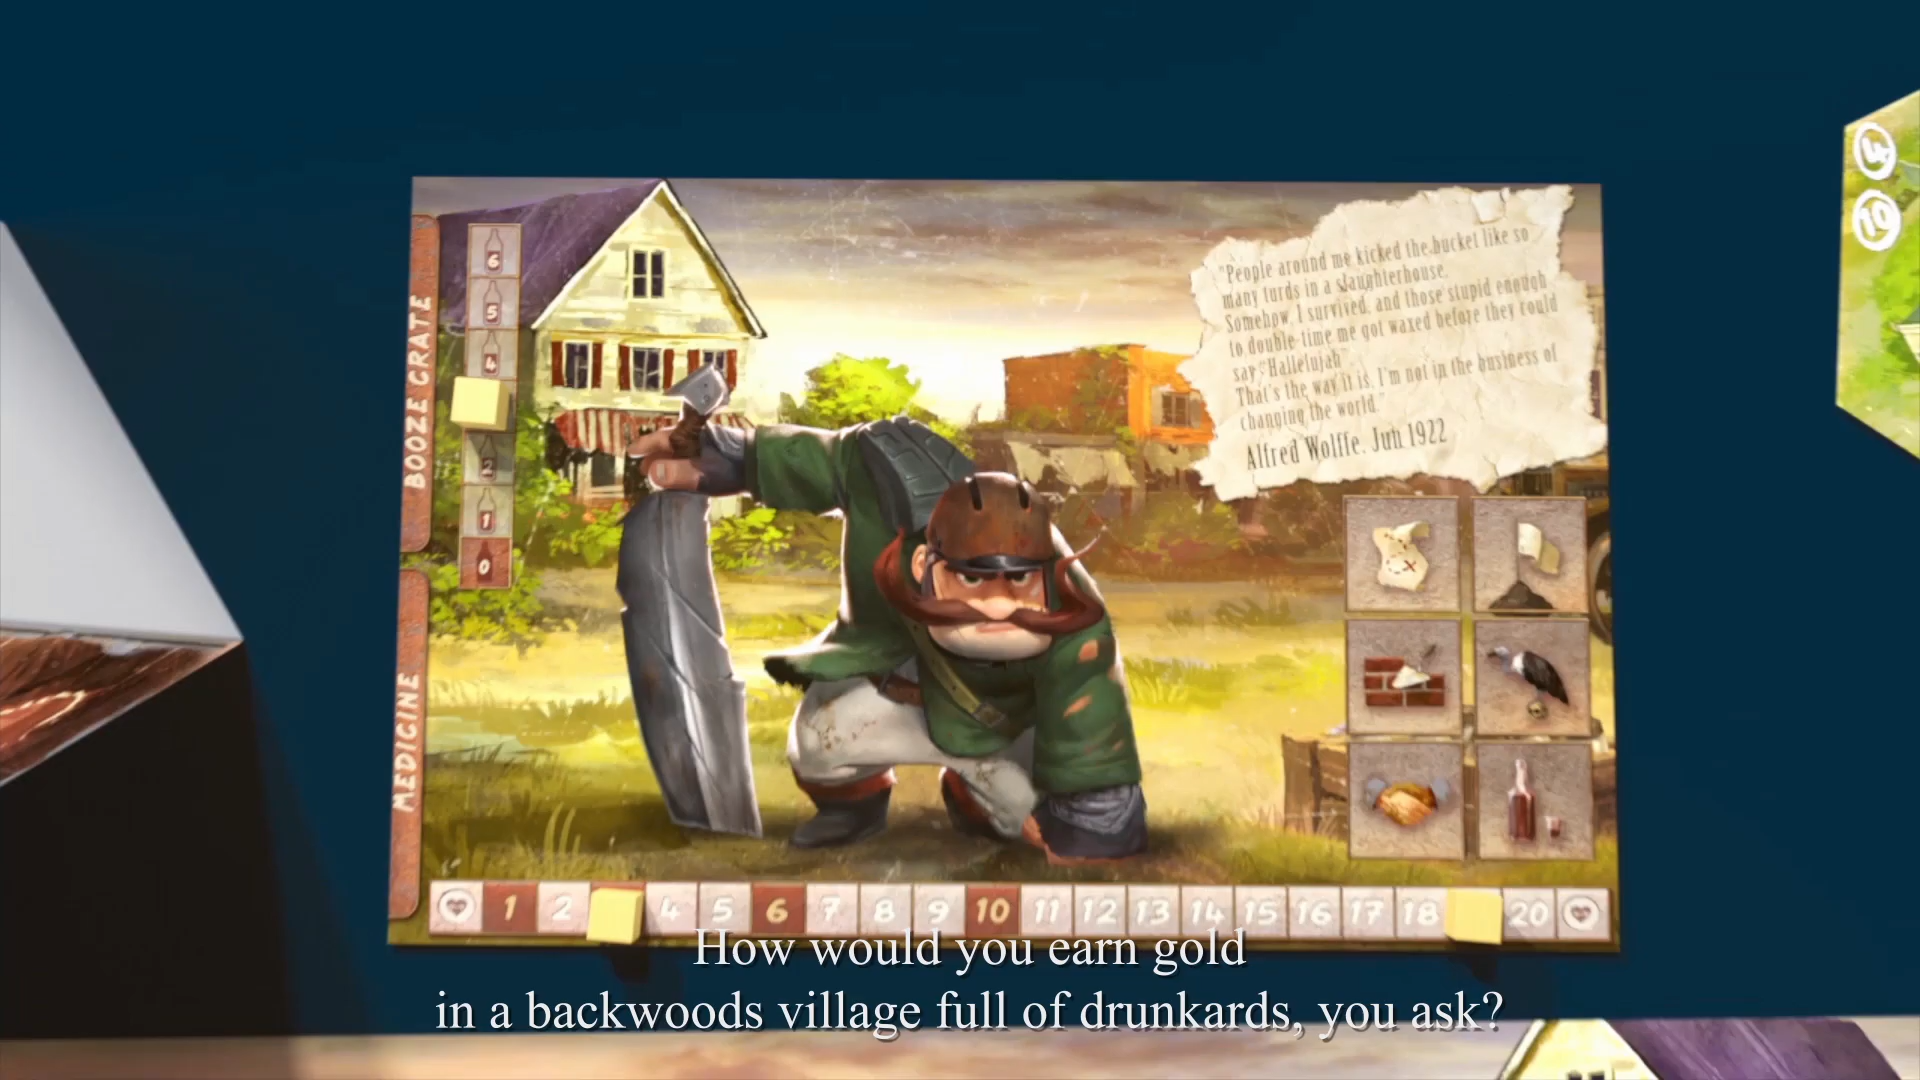 4
10
BOOZE CRATE
6
5
4
2
1
0
"People around me kicked the bucket like so
many turds in a slaughterhouse.
Somehow, I survived, and those stupid enough
to double-time me got waxed before they could
say "Hallelujah"
That's the way it is. I'm not in the business of
changing the world."
Alfred Wolffe. Jun 1922
MEDICINE
1 2 4 5 6 7 8 9 10 11 12 13 14 15 16 17 18 20
How would you earn gold
in a backwoods village full of drunkards, you ask?